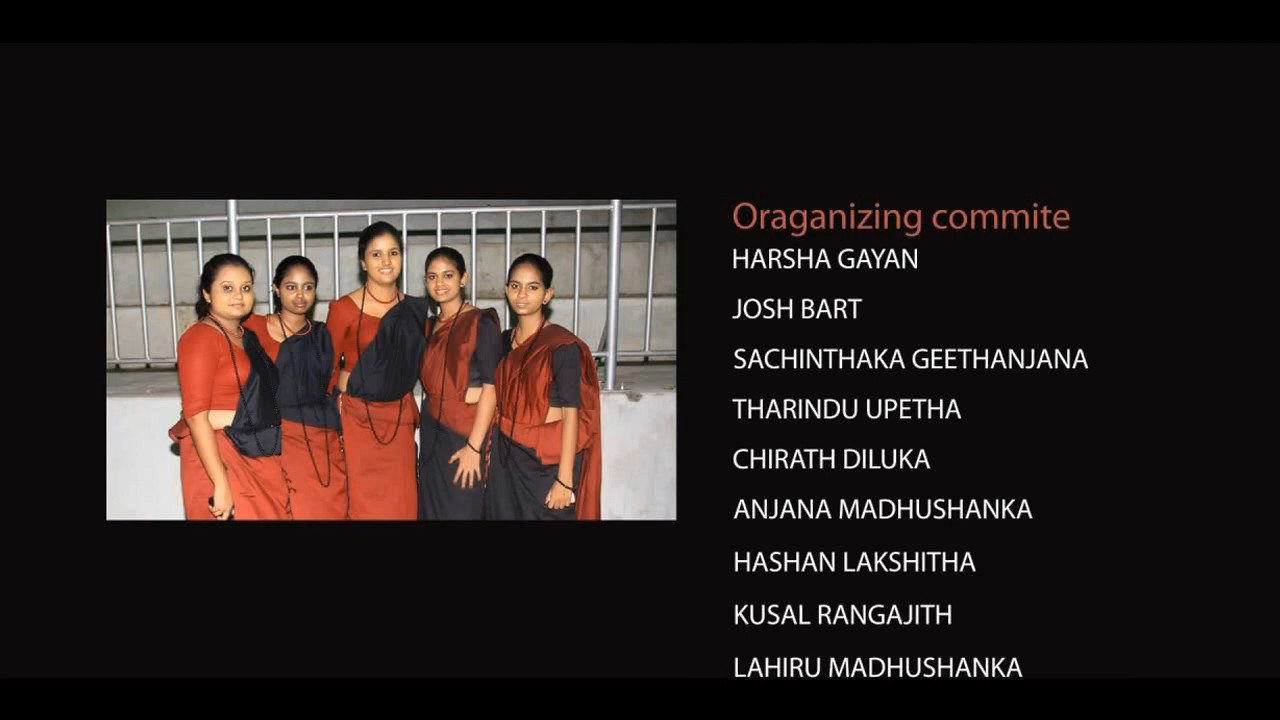 Oraganizing commite
HARSHA GAYAN
JOSH BART
SACHINTHAKA GEETHANJANA
THARINDU UPETHA
CHIRATH DILUKA
ANJANA MADHUSHANKA
HASHAN LAKSHITHA
KUSAL RANGAJITH
LAHIRU MADHUSHANKA